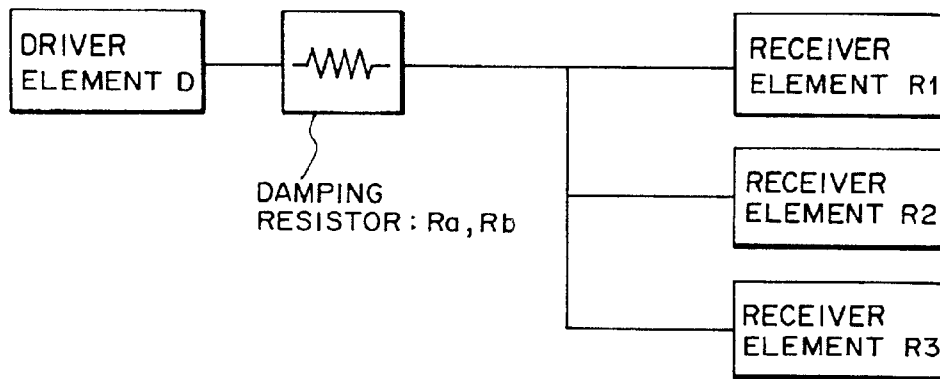 DRIVER
ELEMENT D
DAMPING
RESISTOR: Ra, Rb
RECEIVER
ELEMENT R1
RECEIVER
ELEMENT R2
RECEIVER
ELEMENT R3